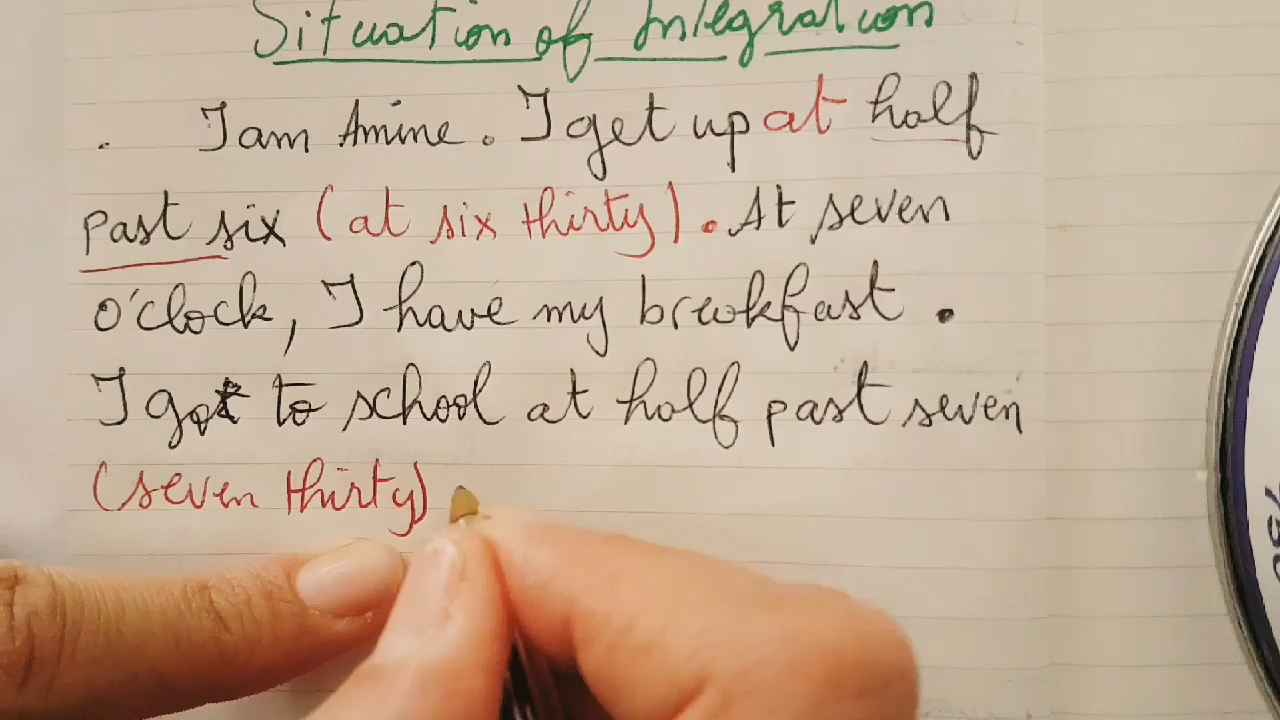 Situation of Integration
. I am Amine. I get up at half
past six (at six thirty). At seven
o'clock, I have my breakfast.
I go to school at half past seven
(seven thirty)